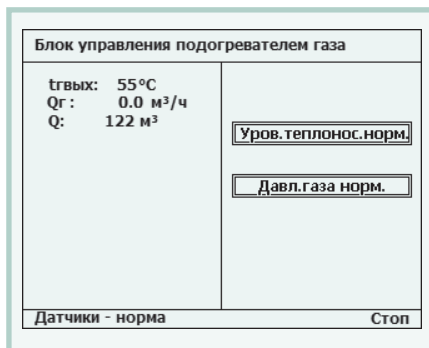 Блок управления подогревателем газа
tгвых: 55°C
Qг: 0.0 м³/ч
Q: 122 м³
Уров.теплонос.норм.
Давл.газа норм.
Датчики - норма
Стоп